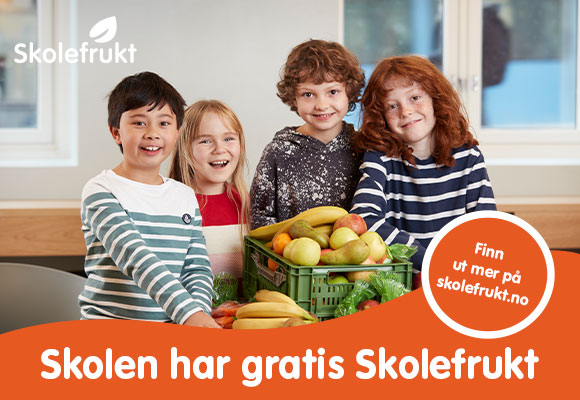 Skolefrukt
Finn
ut mer på
skolefrukt.no
Skolen har gratis Skolefrukt